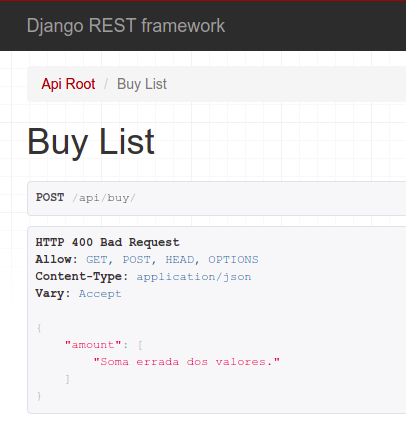 Django REST framework
Api Root / Buy List
Buy List
POST /api/buy/
HTTP 400 Bad Request
Allow: GET, POST, HEAD, OPTIONS
Content-Type: application/json
Vary: Accept
{
"amount": [
"Soma errada dos valores."
]
}